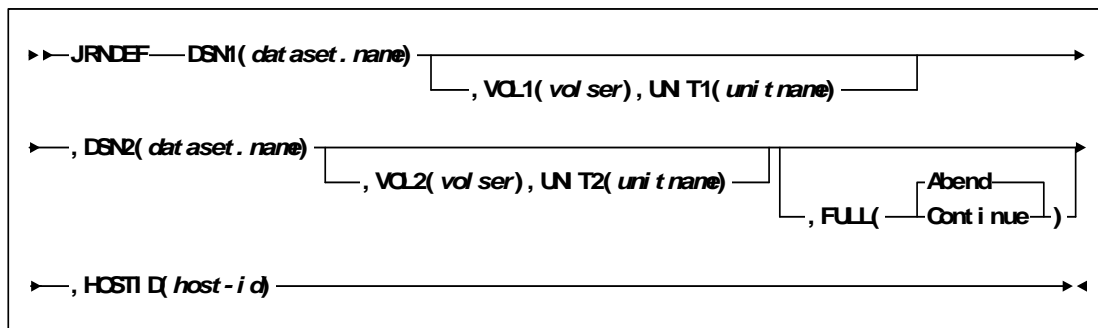 JRNDEF DSN1(dataset.name)
,VOL1(volser),UNIT1(unitname)
,DSN2(dataset.name)
,VOL2(volser),UNIT2(unitname)
,FULL( Abend
Continue )
,HOSTID(host-id)